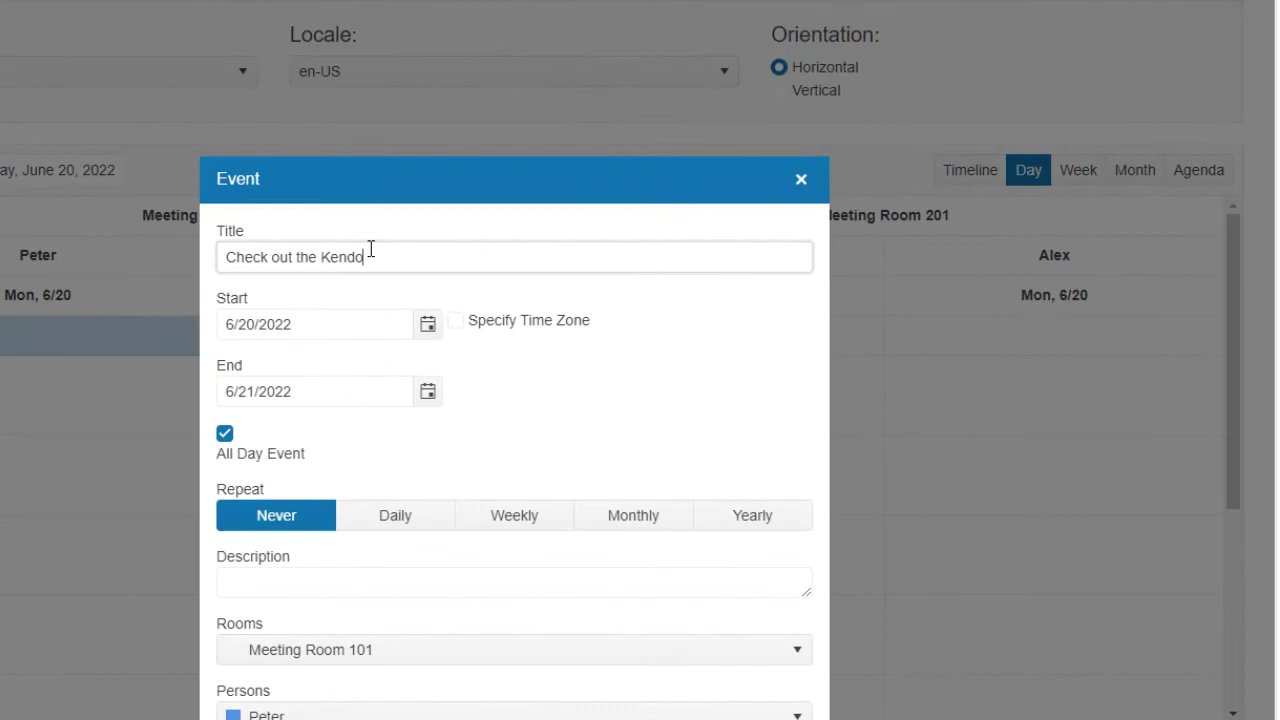 Locale:
Orientation:
en-US
Horizontal
Vertical
ay, June 20, 2022
Timeline
Day
Week
Month
Agenda
Event
Meeting
eeting Room 201
Title
Peter
Check out the Kendo
Alex
Mon, 6/20
Mon, 6/20
Start
6/20/2022
Specify Time Zone
End
6/21/2022
All Day Event
Repeat
Never
Daily
Weekly
Monthly
Yearly
Description
Rooms
Meeting Room 101
Persons
Peter